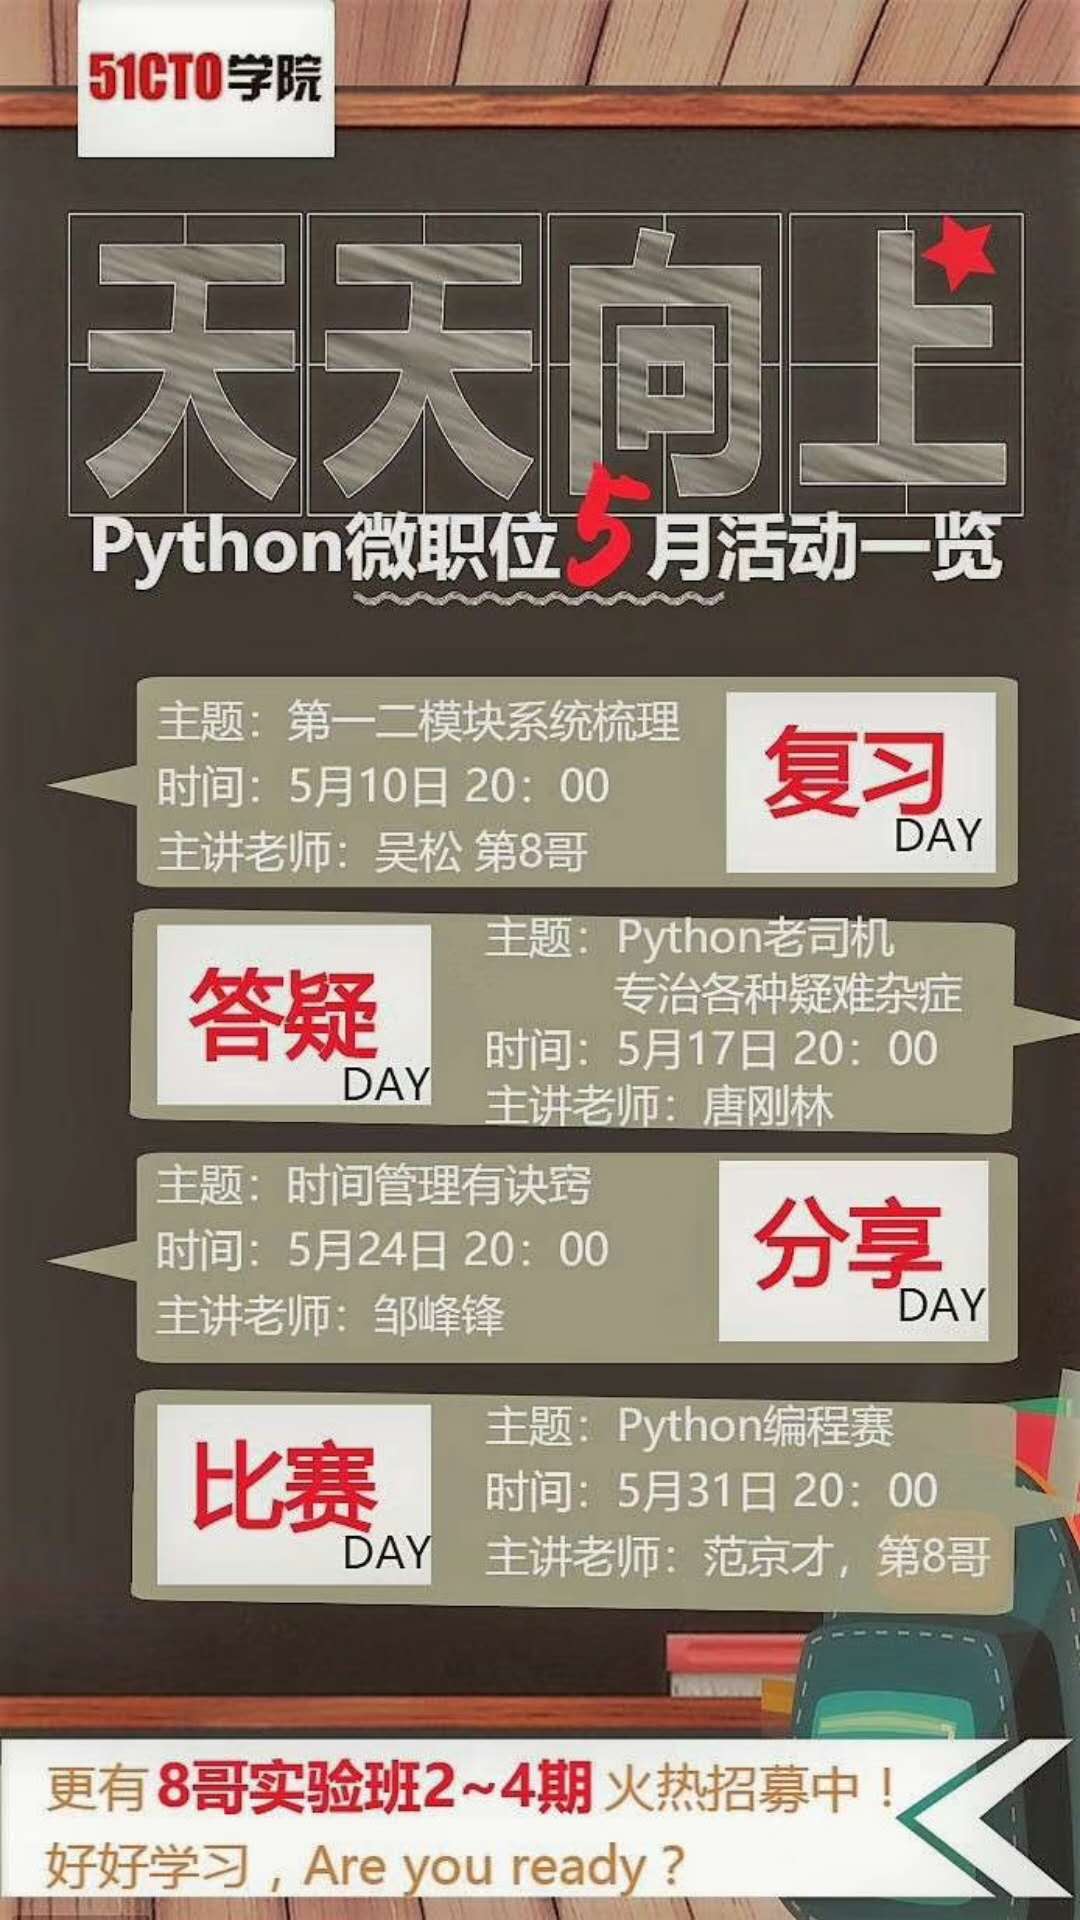 51CTO学院
天天向上
Python微职位5月活动一览
主题：第一二模块系统梳理
时间：5月10日 20：00
主讲老师：吴松 第8哥
复习
DAY
答疑
DAY
主题：Python老司机
专治各种疑难杂症
时间：5月17日 20：00
主讲老师：唐刚林
主题：时间管理有诀窍
时间：5月24日 20：00
主讲老师：邹峰锋
分享
DAY
比赛
DAY
主题：Python编程赛
时间：5月31日 20：00
主讲老师：范京才，第8哥
更有8哥实验班2~4期火热招募中！
好好学习，Are you ready？